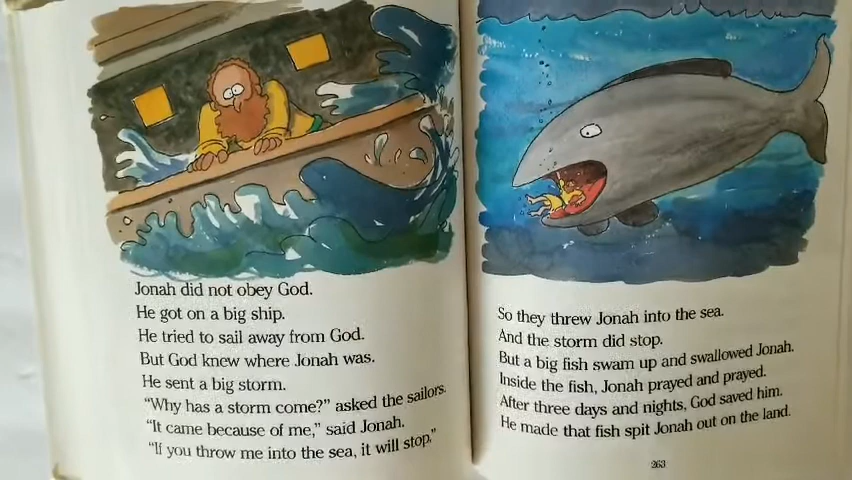 Jonah did not obey God.
He got on a big ship.
He tried to sail away from God.
But God knew where Jonah was.
He sent a big storm.
“Why has a storm come?” asked the sailors.
“It came because of me,” said Jonah.
“If you throw me into the sea, it will stop.”
So they threw Jonah into the sea.
And the storm did stop.
But a big fish swam up and swallowed Jonah.
Inside the fish, Jonah prayed and prayed.
After three days and nights, God saved him.
He made that fish spit Jonah out on the land.
263